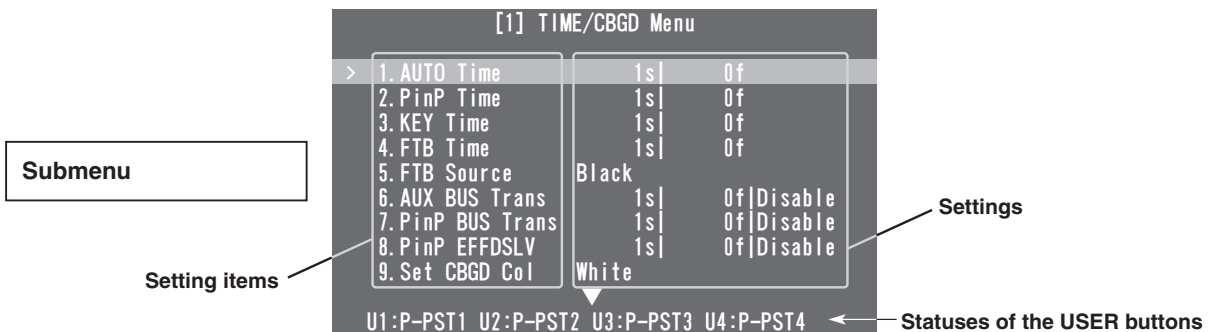 [1] TIME/CBGD Menu
> 1.AUTO Time 1s| 0f
2.PinP Time 1s| 0f
3.KEY Time 1s| 0f
4.FTB Time 1s| 0f
5.FTB Source Black
6.AUX BUS Trans 1s| 0f|Disable
7.PinP BUS Trans 1s| 0f|Disable
8.PinP EFFDSLV 1s| 0f|Disable
9.Set CBGD Col White
U1:P-PST1 U2:P-PST2 U3:P-PST3 U4:P-PST4
Submenu
Setting items
Settings
Statuses of the USER buttons